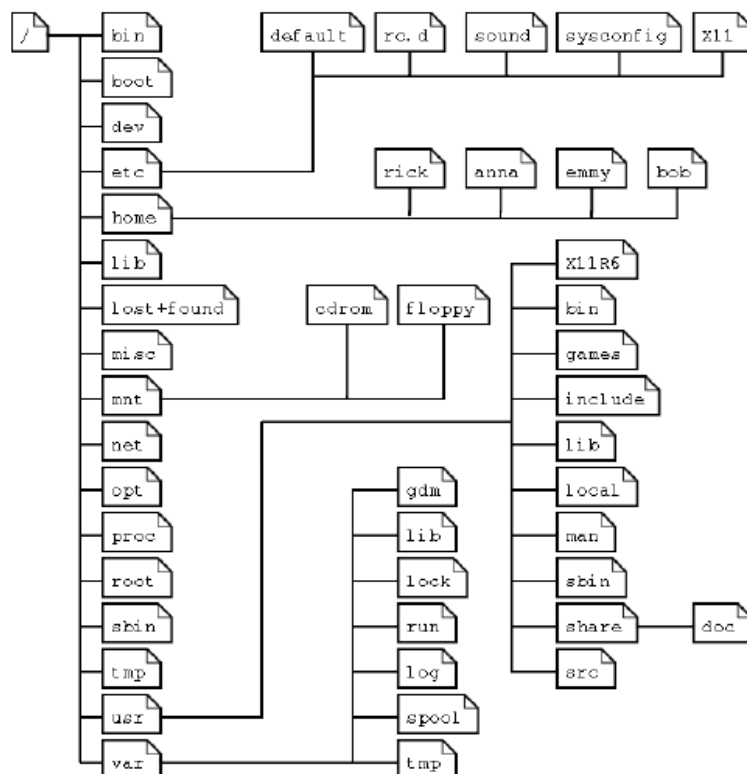 /
bin
default
rc.d
sound
sysconfig
X11
boot
dev
etc
rick
anna
emmy
bob
home
lib
X11R6
lost+found
cdrom
floppy
bin
misc
games
mnt
include
net
lib
opt
gdm
local
proc
lib
man
root
lock
sbin
sbin
run
share
doc
tmp
log
src
usr
spool
var
tmp